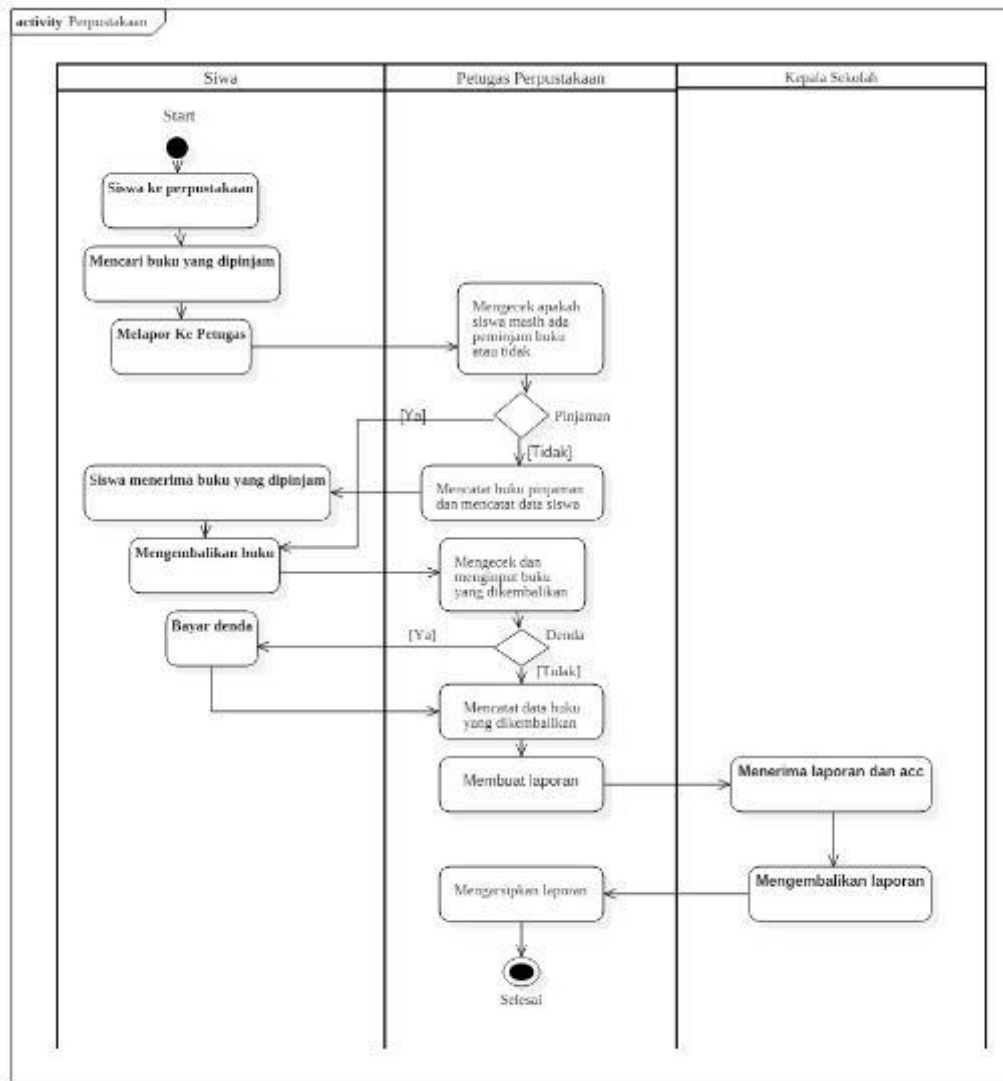 activity Perpustakaan
Siwa
Petugas Perpustakaan
Kepala Sekolah
Start
Siswa ke perpustakaan
Mencari buku yang dipinjam
Melapor Ke Petugas
Mengecek apakah
siswa masih ada
peminjam buku
atau tidak
[Ya]
Pinjaman
[Tidak]
Siswa menerima buku yang dipinjam
Mencatat buku pinjaman
dan mencatat data siswa
Mengembalikan buku
Mengecek dan
menginput buku
yang dikembalikan
Bayar denda
[Ya]
Denda
[Tidak]
Mencatat data buku
yang dikembalikan
Membuat laporan
Menerima laporan dan acc
Mengembalikan laporan
Mengarsipkan laporan
Selesai